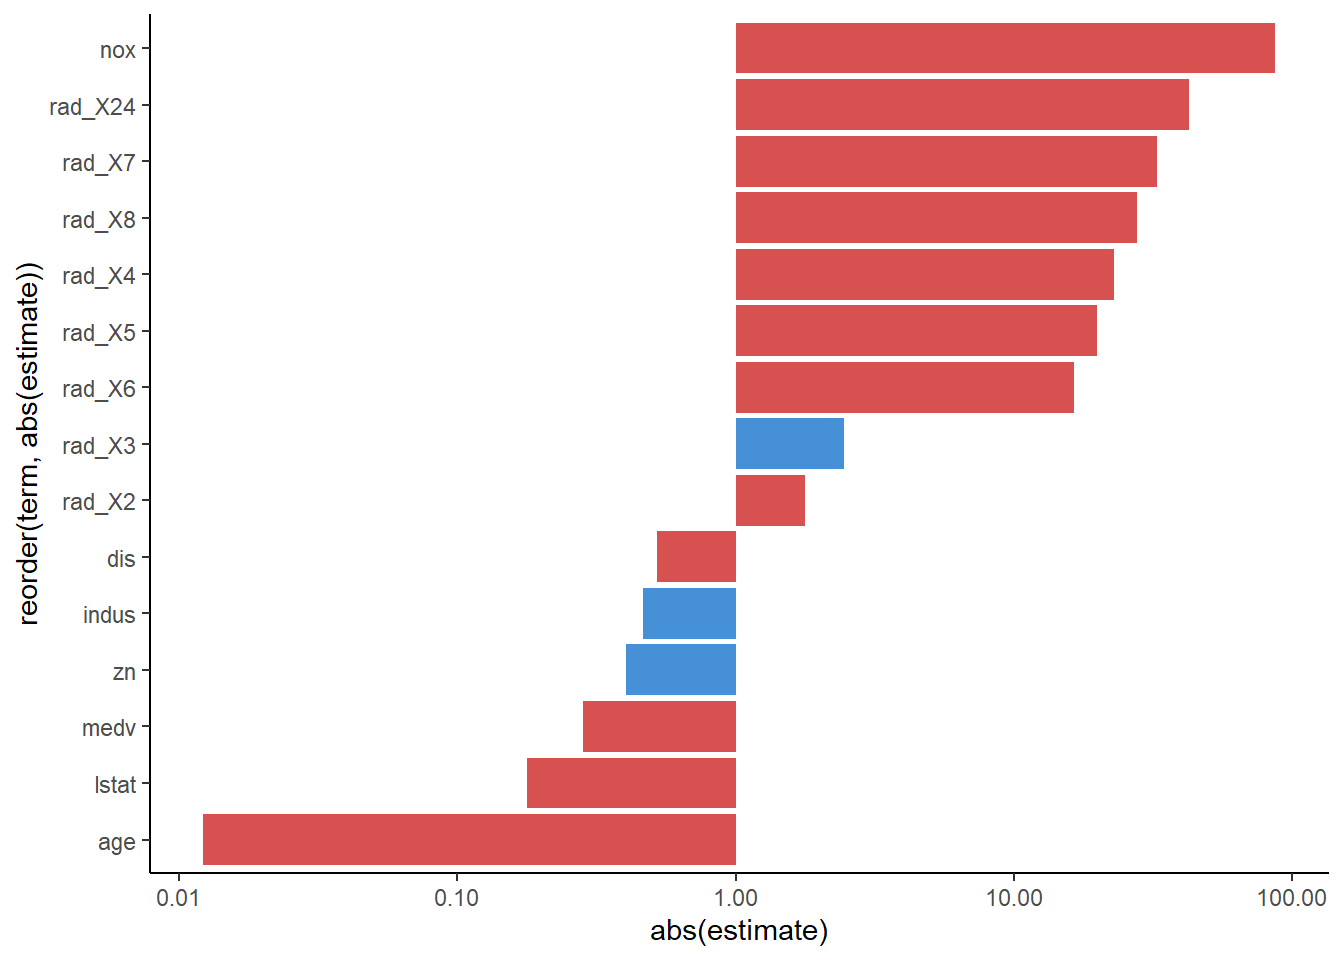 reorder(term, abs(estimate))
nox
rad_X24
rad_X7
rad_X8
rad_X4
rad_X5
rad_X6
rad_X3
rad_X2
dis
indus
zn
medv
lstat
age
0.01 0.10 1.00 10.00 100.00
abs(estimate)